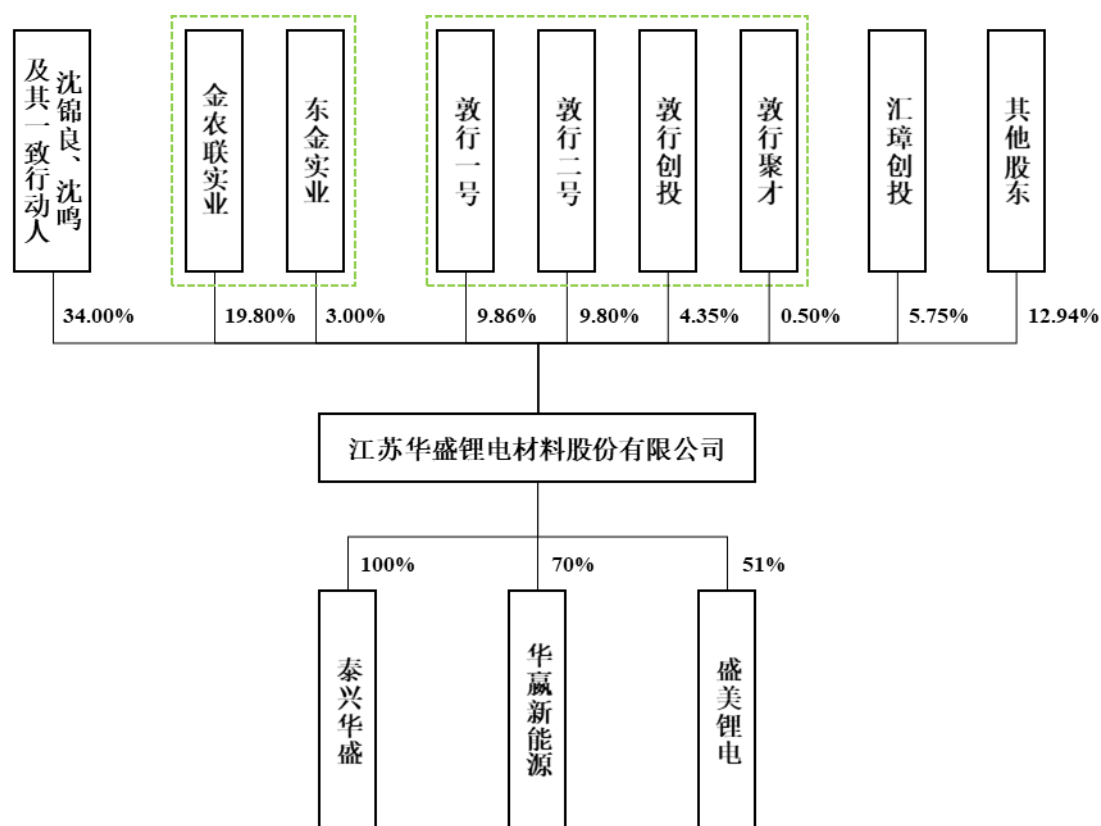 沈锦良、沈鸣
及其一致行动人
金农联实业
东金实业
敦行一号
敦行二号
敦行创投
敦行聚才
汇璋创投
其他股东
34.00%
19.80%
3.00%
9.86%
9.80%
4.35%
0.50%
5.75%
12.94%
江苏华盛锂电材料股份有限公司
100%
70%
51%
泰兴华盛
华赢新能源
盛美锂电